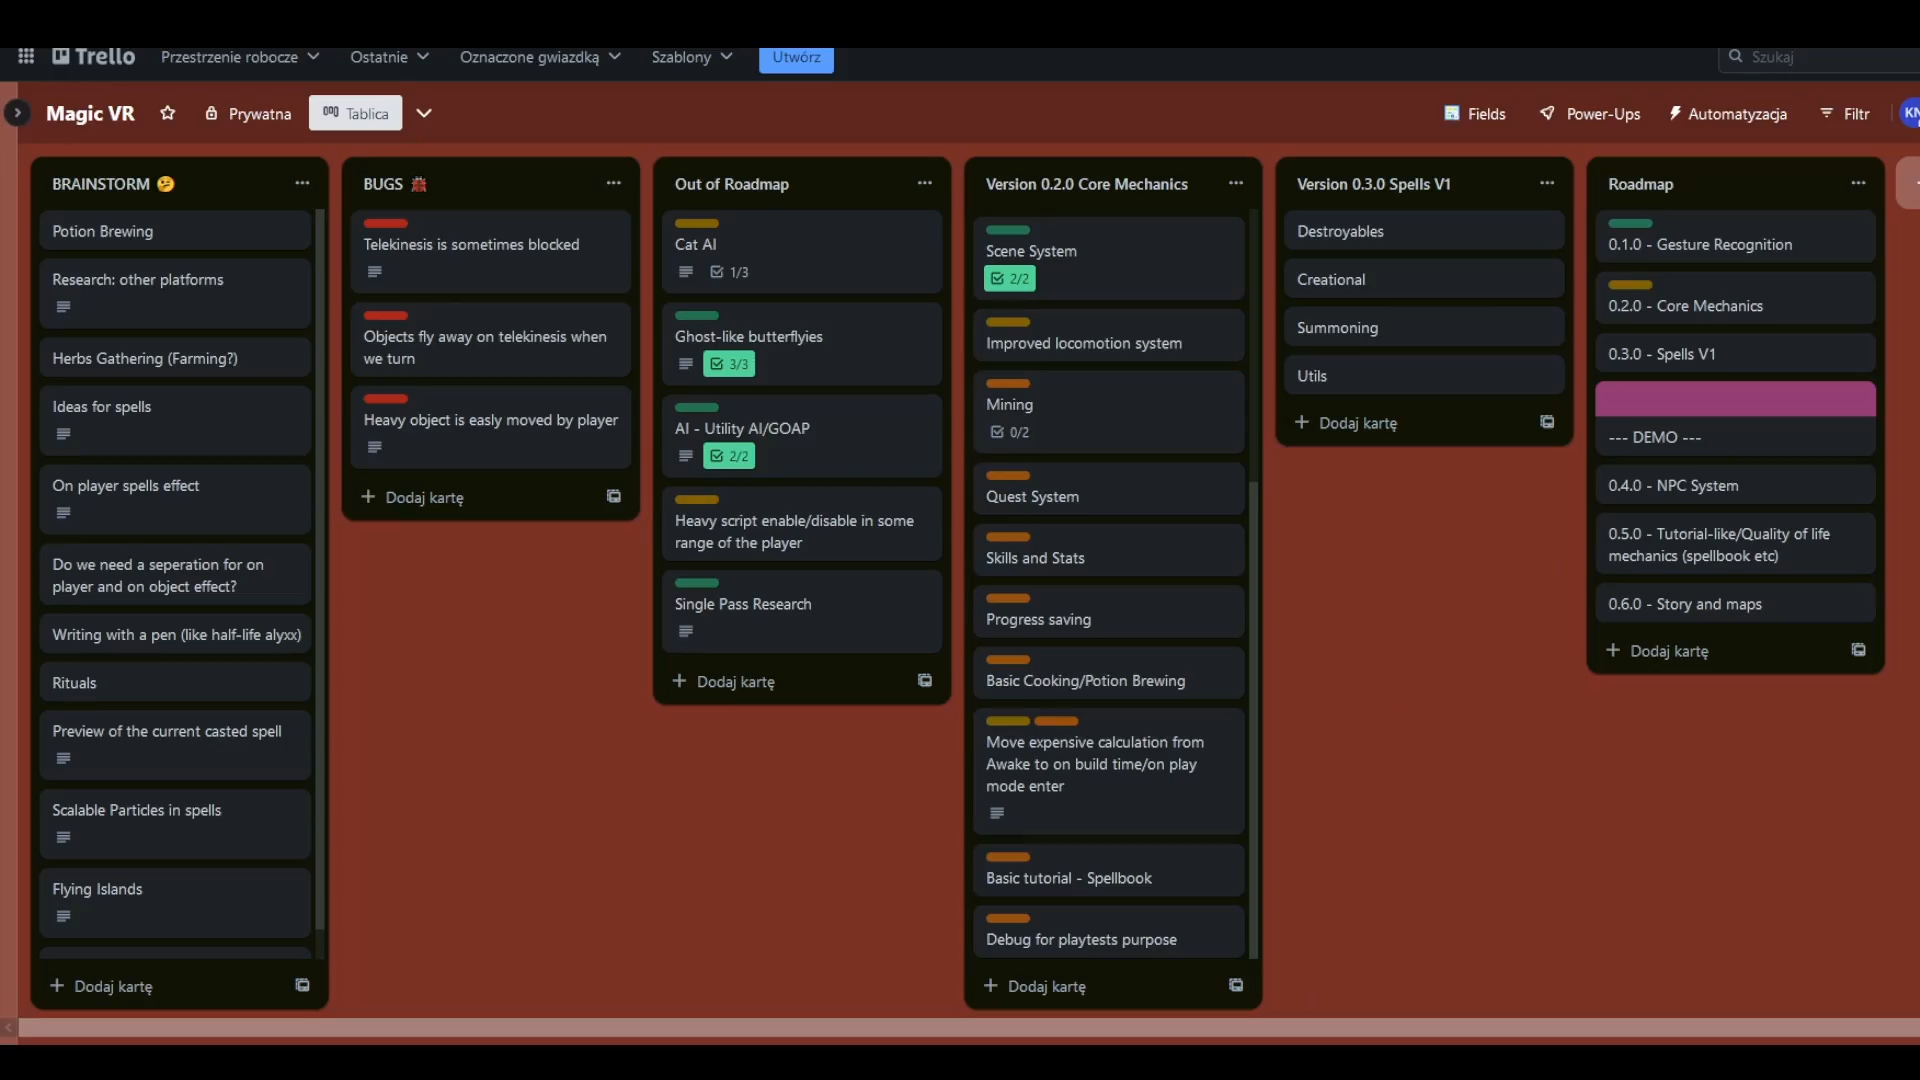 Trello
Przestrzenie robocze
Ostatnie
Oznaczone gwiazdką
Szablony
Utwórz
Szukaj
Magic VR
Prywatna
Tablica
Fields
Power-Ups
Automatyzacja
Filtr
KN
BRAINSTORM 🤔
Potion Brewing
Research: other platforms
Herbs Gathering (Farming?)
Ideas for spells
On player spells effect
Do we need a seperation for on
player and on object effect?
Writing with a pen (like half-life alyxx)
Rituals
Preview of the current casted spell
Scalable Particles in spells
Flying Islands
Dodaj kartę
BUGS 🐞
Telekinesis is sometimes blocked
Objects fly away on telekinesis when
we turn
Heavy object is easly moved by player
Dodaj kartę
Out of Roadmap
Cat AI
1/3
Ghost-like butterflyies
3/3
AI - Utility AI/GOAP
2/2
Heavy script enable/disable in some
range of the player
Single Pass Research
Dodaj kartę
Version 0.2.0 Core Mechanics
Scene System
2/2
Improved locomotion system
Mining
0/2
Quest System
Skills and Stats
Progress saving
Basic Cooking/Potion Brewing
Move expensive calculation from
Awake to on build time/on play
mode enter
Basic tutorial - Spellbook
Debug for playtests purpose
Dodaj kartę
Version 0.3.0 Spells V1
Destroyables
Creational
Summoning
Utils
Dodaj kartę
Roadmap
0.1.0 - Gesture Recognition
0.2.0 - Core Mechanics
0.3.0 - Spells V1
--- DEMO ---
0.4.0 - NPC System
0.5.0 - Tutorial-like/Quality of life
mechanics (spellbook etc)
0.6.0 - Story and maps
Dodaj kartę